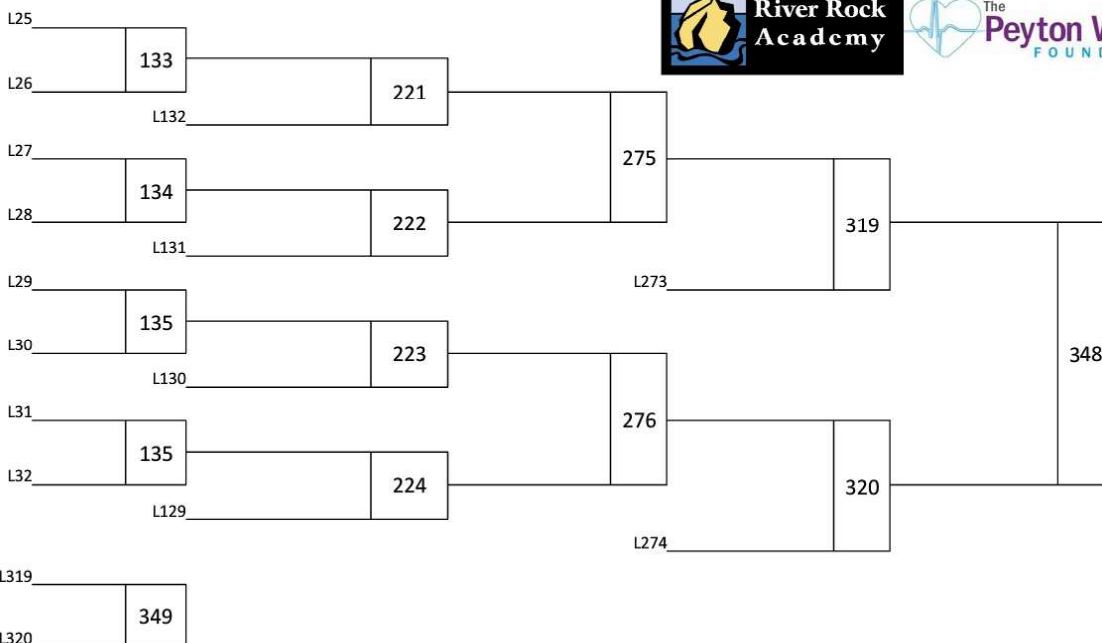 River Rock
Academy
The
Peyton
L25
133
L26
221
L132
L27
275
134
L28
222
319
L131
L273
L29
135
L30
223
348
L130
L31
276
135
L32
224
320
L129
L274
L319
349
L320